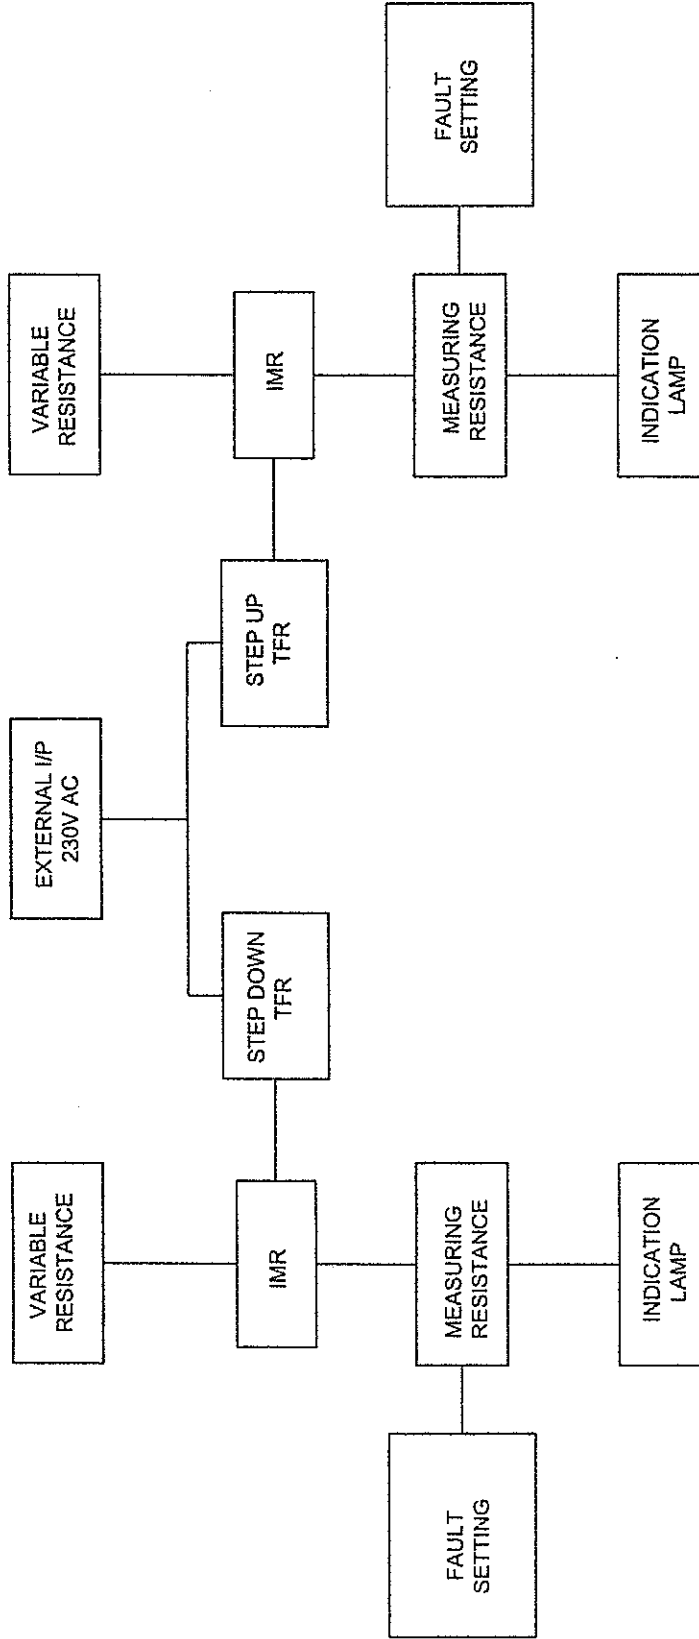 VARIABLE
RESISTANCE
EXTERNAL I/P
230V AC
VARIABLE
RESISTANCE
IMR
STEP DOWN
TFR
STEP UP
TFR
IMR
FAULT
SETTING
MEASURING
RESISTANCE
MEASURING
RESISTANCE
FAULT
SETTING
INDICATION
LAMP
INDICATION
LAMP